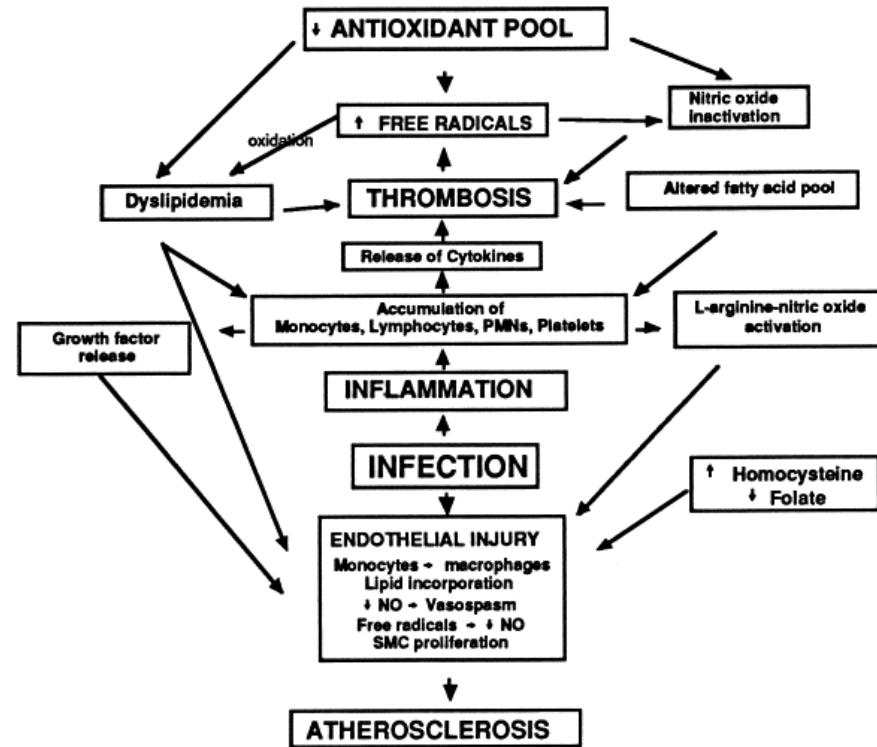 ↓ ANTIOXIDANT POOL
Nitric oxide
inactivation
↑ FREE RADICALS
oxidation
Dyslipidemia
THROMBOSIS
Altered fatty acid pool
Release of Cytokines
Accumulation of
Monocytes, Lymphocytes, PMNs, Platelets
L-arginine-nitric oxide
activation
Growth factor
release
INFLAMMATION
INFECTION
↑ Homocysteine
↓ Folate
ENDOTHELIAL INJURY
Monocytes → macrophages
Lipid incorporation
↓ NO → Vasospasm
Free radicals → ↓ NO
SMC proliferation
ATHEROSCLEROSIS